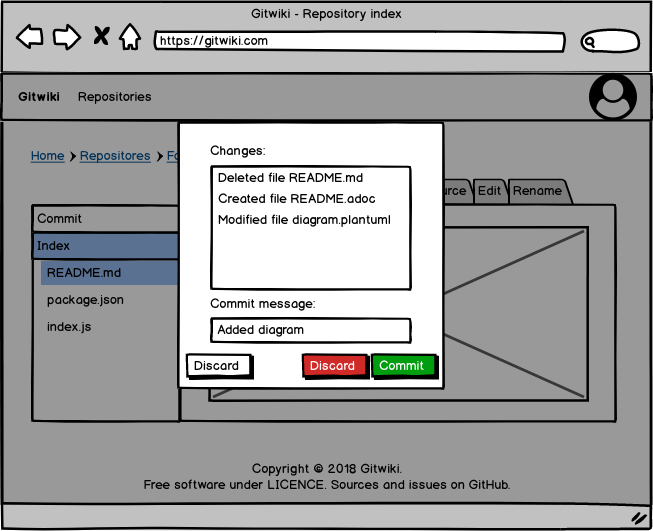 Gitwiki - Repository index
https://gitwiki.com
Gitwiki Repositories
Home Repositores
Changes:
Deleted file README.md
Created file README.adoc
Modified file diagram.plantuml
Commit message:
Added diagram
Discard Discard Commit
Edit Rename
Commit
Index
README.md
package.json
index.js
Copyright © 2018 Gitwiki.
Free software under LICENCE. Sources and issues on GitHub.